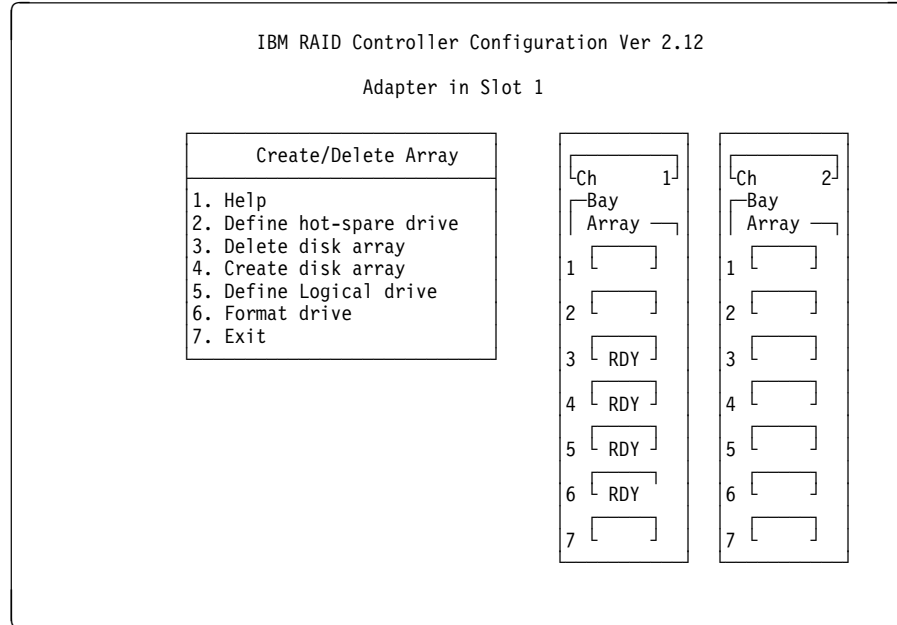 IBM RAID Controller Configuration Ver 2.12
Adapter in Slot 1
Create/Delete Array
1. Help
2. Define hot-spare drive
3. Delete disk array
4. Create disk array
5. Define Logical drive
6. Format drive
7. Exit
Ch 1
Bay
Array
1
2
3 RDY
4 RDY
5 RDY
6 RDY
7
Ch 2
Bay
Array
1
2
3
4
5
6
7